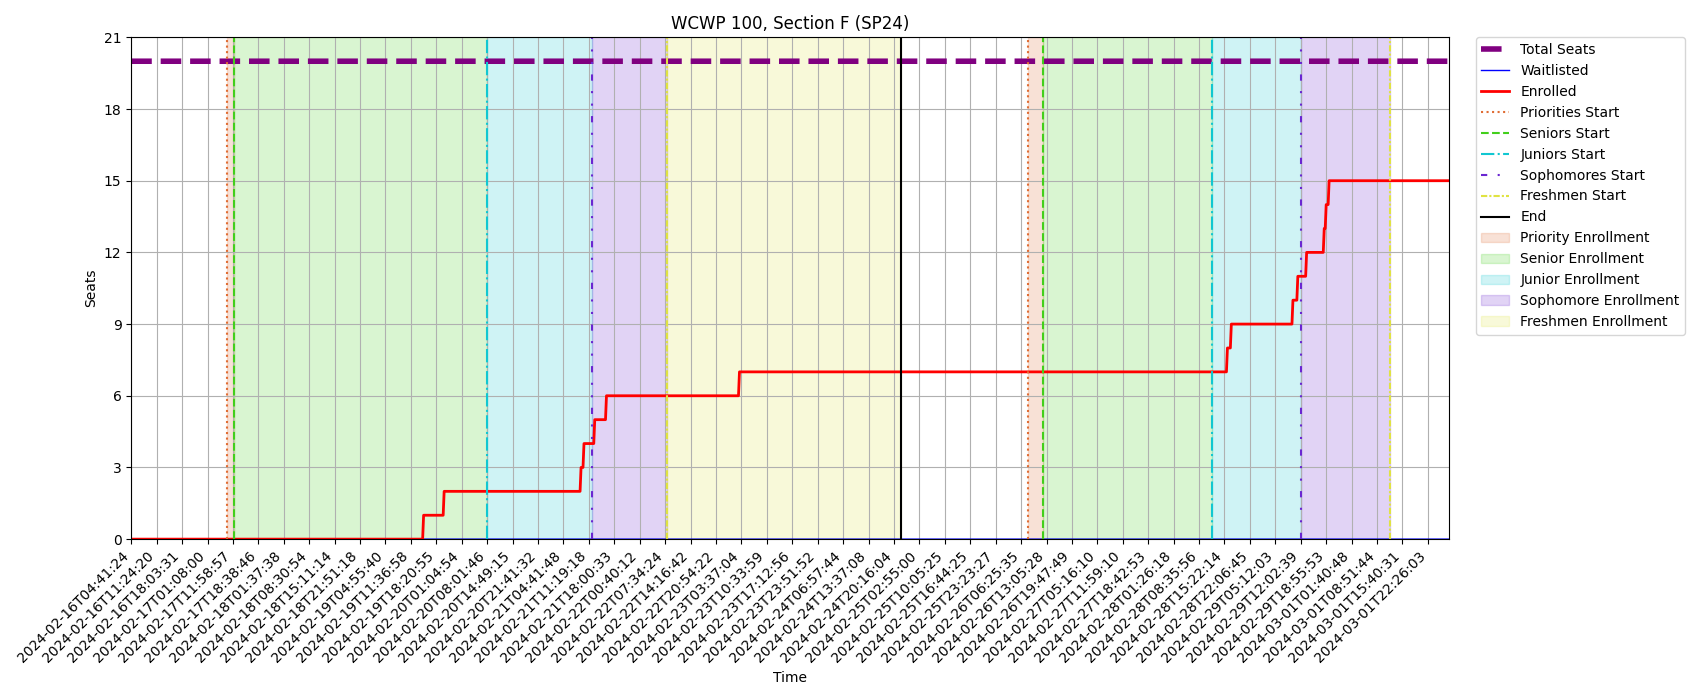 WCWP 100, Section F (SP24)
21
18
15
12
9
6
3
0
Seats
2024-02-16T04:41:24
2024-02-16T11:24:20
2024-02-16T18:03:31
2024-02-17T01:08:00
2024-02-17T11:58:57
2024-02-17T18:38:46
2024-02-18T01:37:38
2024-02-18T08:30:54
2024-02-18T15:11:14
2024-02-18T21:51:18
2024-02-19T04:55:40
2024-02-19T11:36:58
2024-02-19T18:20:55
2024-02-20T01:04:54
2024-02-20T08:01:46
2024-02-20T14:49:15
2024-02-20T21:41:32
2024-02-21T04:41:48
2024-02-21T11:19:18
2024-02-21T18:00:33
2024-02-22T00:40:12
2024-02-22T07:34:24
2024-02-22T14:16:42
2024-02-22T20:54:22
2024-02-23T03:37:04
2024-02-23T10:33:59
2024-02-23T17:12:56
2024-02-23T23:51:52
2024-02-24T06:57:44
2024-02-24T13:37:08
2024-02-24T20:16:04
2024-02-25T02:55:00
2024-02-25T10:05:25
2024-02-25T16:44:25
2024-02-25T23:23:27
2024-02-26T06:25:35
2024-02-26T13:05:28
2024-02-26T19:47:49
2024-02-27T05:16:10
2024-02-27T11:59:10
2024-02-27T18:42:53
2024-02-28T01:26:18
2024-02-28T08:35:56
2024-02-28T15:22:14
2024-02-28T22:06:45
2024-02-29T05:12:03
2024-02-29T12:02:39
2024-02-29T18:55:53
2024-03-01T01:40:48
2024-03-01T08:51:44
2024-03-01T15:40:31
2024-03-01T22:26:03
Time
Total Seats
Waitlisted
Enrolled
Priorities Start
Seniors Start
Juniors Start
Sophomores Start
Freshmen Start
End
Priority Enrollment
Senior Enrollment
Junior Enrollment
Sophomore Enrollment
Freshmen Enrollment